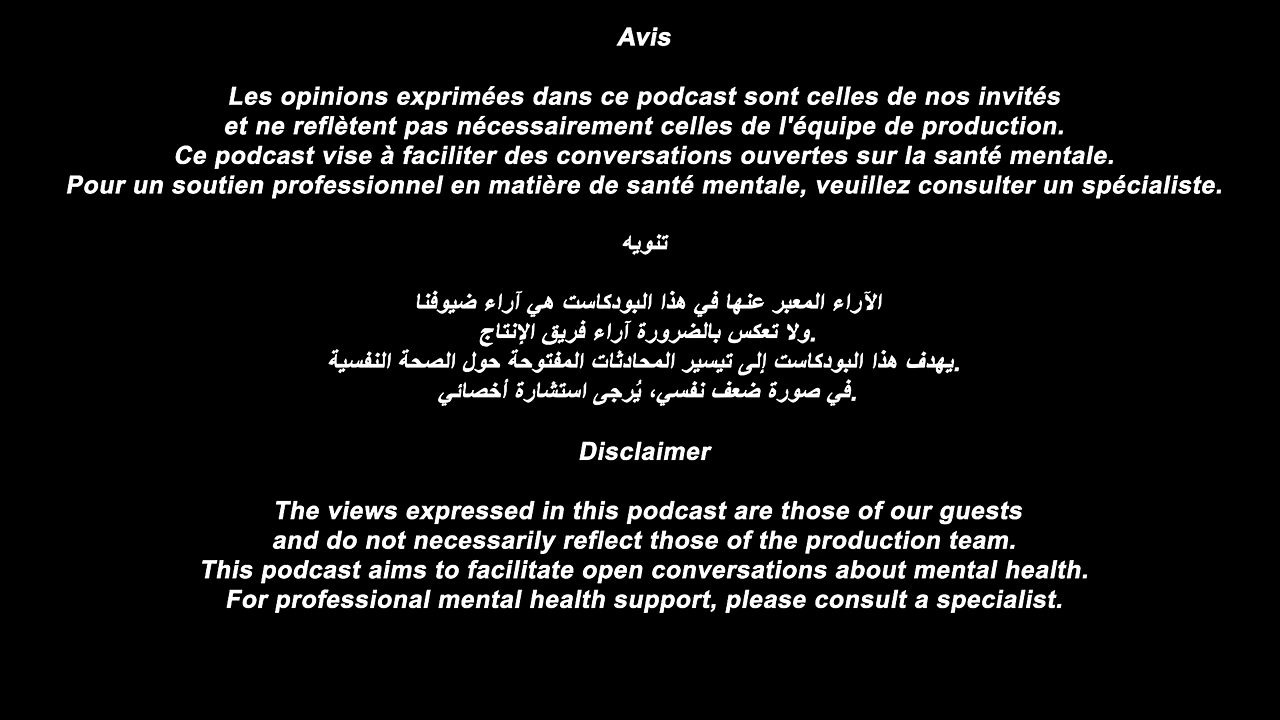 Avis
Les opinions exprimées dans ce podcast sont celles de nos invités
et ne reflètent pas nécessairement celles de l'équipe de production.
Ce podcast vise à faciliter des conversations ouvertes sur la santé mentale.
Pour un soutien professionnel en matière de santé mentale, veuillez consulter un spécialiste.
تنويه
الآراء المعبر عنها في هذا البودكاست هي آراء ضيوفنا
ولا تعكس بالضرورة آراء فريق الإنتاج.
يهدف هذا البودكاست إلى تيسير المحادثات المفتوحة حول الصحة النفسية.
في صورة ضعف نفسي، يُرجى استشارة أخصائي.
Disclaimer
The views expressed in this podcast are those of our guests
and do not necessarily reflect those of the production team.
This podcast aims to facilitate open conversations about mental health.
For professional mental health support, please consult a specialist.